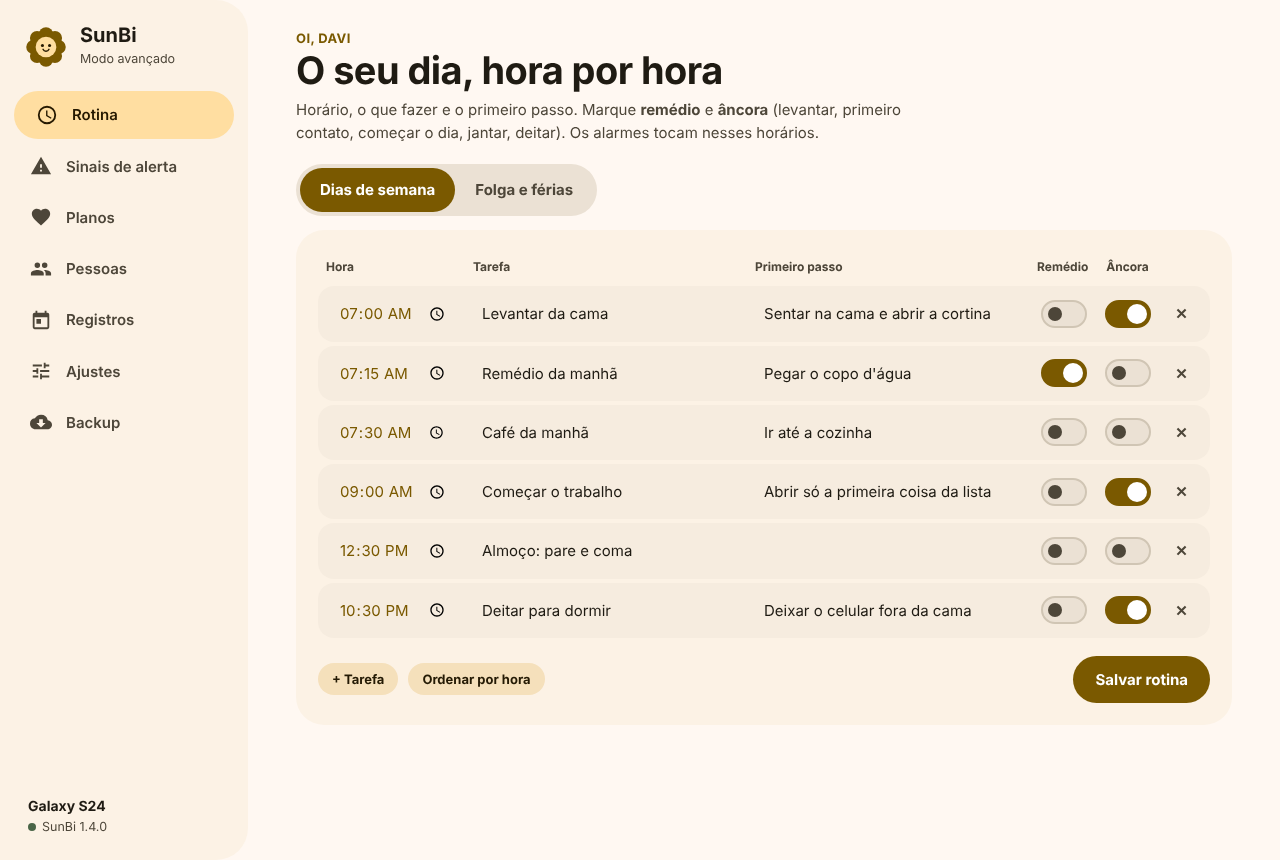 SunBi
Modo avançado
Rotina
Sinais de alerta
Planos
Pessoas
Registros
Ajustes
Backup
Galaxy S24
SunBi 1.4.0
OI, DAVI
O seu dia, hora por hora
Horário, o que fazer e o primeiro passo. Marque remédio e âncora (levantar, primeiro
contato, começar o dia, jantar, deitar). Os alarmes tocam nesses horários.
Dias de semana Folga e férias
Hora Tarefa Primeiro passo Remédio Âncora
07:00 AM Levantar da cama Sentar na cama e abrir a cortina ✕
07:15 AM Remédio da manhã Pegar o copo d'água ✕
07:30 AM Café da manhã Ir até a cozinha ✕
09:00 AM Começar o trabalho Abrir só a primeira coisa da lista ✕
12:30 PM Almoço: pare e coma ✕
10:30 PM Deitar para dormir Deixar o celular fora da cama ✕
+ Tarefa Ordenar por hora Salvar rotina